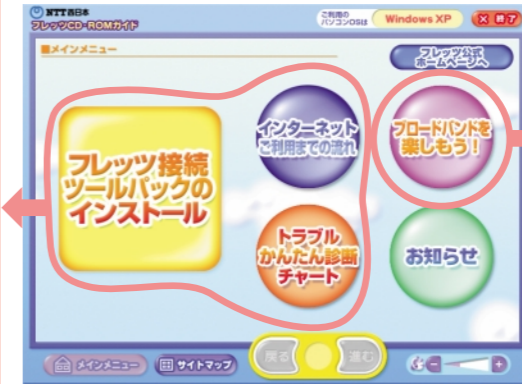 NTT西日本
フレッツCD-ROMガイド
ご利用の
パソコンOSは
Windows XP
× 終了
■メインメニュー
フレッツ公式
ホームページへ
フレッツ接続
ツールパックの
インストール
インターネット
ご利用までの流れ
ブロードバンドを
楽しもう!
トラブル
かんたん診断
チャート
お知らせ
メインメニュー
サイトマップ
戻る
進む